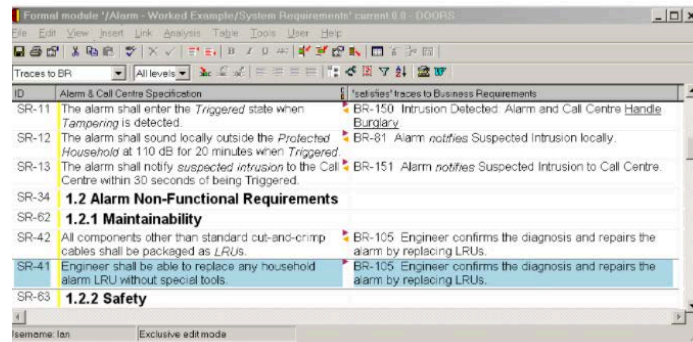 Formal module '/Alarm - Worked Example/System Requirements' current 0.0 - DOORS
File Edit View Insert Link Analysis Table Tools User Help
Traces to BR All levels
ID Alarm & Call Centre Specification 'satisfies' traces to Business Requirements
SR-11 The alarm shall enter the Triggered state when BR-150 Intrusion Detected: Alarm and Call Centre Handle
Tampering is detected. Burglary.
SR-12 The alarm shall sound locally outside the Protected BR-81 Alarm notifies Suspected Intrusion locally.
Household at 110 dB for 20 minutes when Triggered.
SR-13 The alarm shall notify suspected intrusion to the Call BR-151 Alarm notifies Suspected Intrusion to Call Centre.
Centre within 30 seconds of being Triggered.
SR-34 1.2 Alarm Non-Functional Requirements
SR-62 1.2.1 Maintainability
SR-42 All components other than standard cut-and-crimp BR-105 Engineer confirms the diagnosis and repairs the
cables shall be packaged as LRUs. alarm by replacing LRUs.
SR-41 Engineer shall be able to replace any household BR-105 Engineer confirms the diagnosis and repairs the
alarm LRU without special tools. alarm by replacing LRUs.
SR-63 1.2.2 Safety
Username: Ian Exclusive edit mode